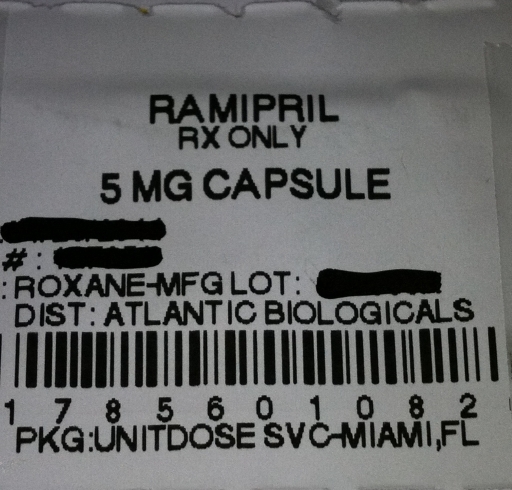 RAMIPRIL
RX ONLY
5 MG CAPSULE
# :
: ROXANE-MFG LOT:
DIST: ATLANTIC BIOLOGICALS
1 7 8 5 6 0 1 0 8 2
PKG:UNITDOSE SVC-MIAMI,FL